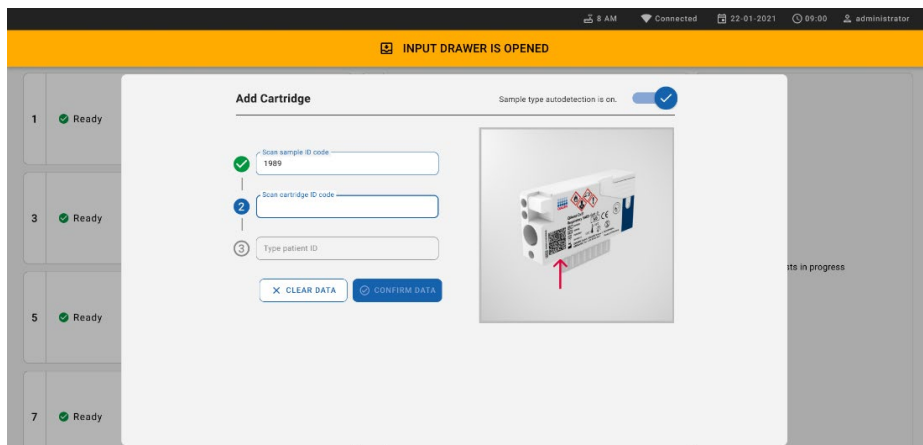 8 AM Connected 22-01-2021 09:00 administrator
INPUT DRAWER IS OPENED
Add Cartridge
Sample type autodetection is on.
1 Ready
Scan sample ID code
1989
Scan cartridge ID code
2
3 Ready
3 Type patient ID
sts in progress
CLEAR DATA CONFIRM DATA
5 Ready
7 Ready